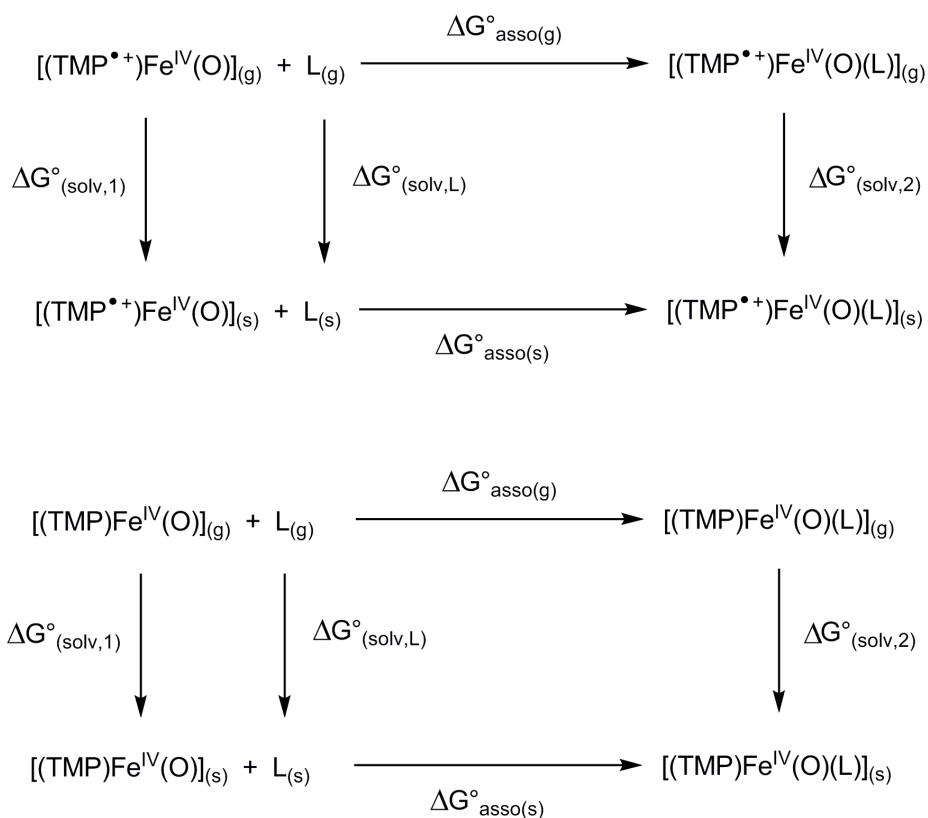 ΔG°asso(g)
[(TMP•+)FeIV(O)](g) + L(g) [(TMP•+)FeIV(O)(L)](g)
ΔG°(solv,1) ΔG°(solv,L) ΔG°(solv,2)
[(TMP•+)FeIV(O)](s) + L(s) [(TMP•+)FeIV(O)(L)](s)
ΔG°asso(s)
ΔG°asso(g)
[(TMP)FeIV(O)](g) + L(g) [(TMP)FeIV(O)(L)](g)
ΔG°(solv,1) ΔG°(solv,L) ΔG°(solv,2)
[(TMP)FeIV(O)](s) + L(s) [(TMP)FeIV(O)(L)](s)
ΔG°asso(s)